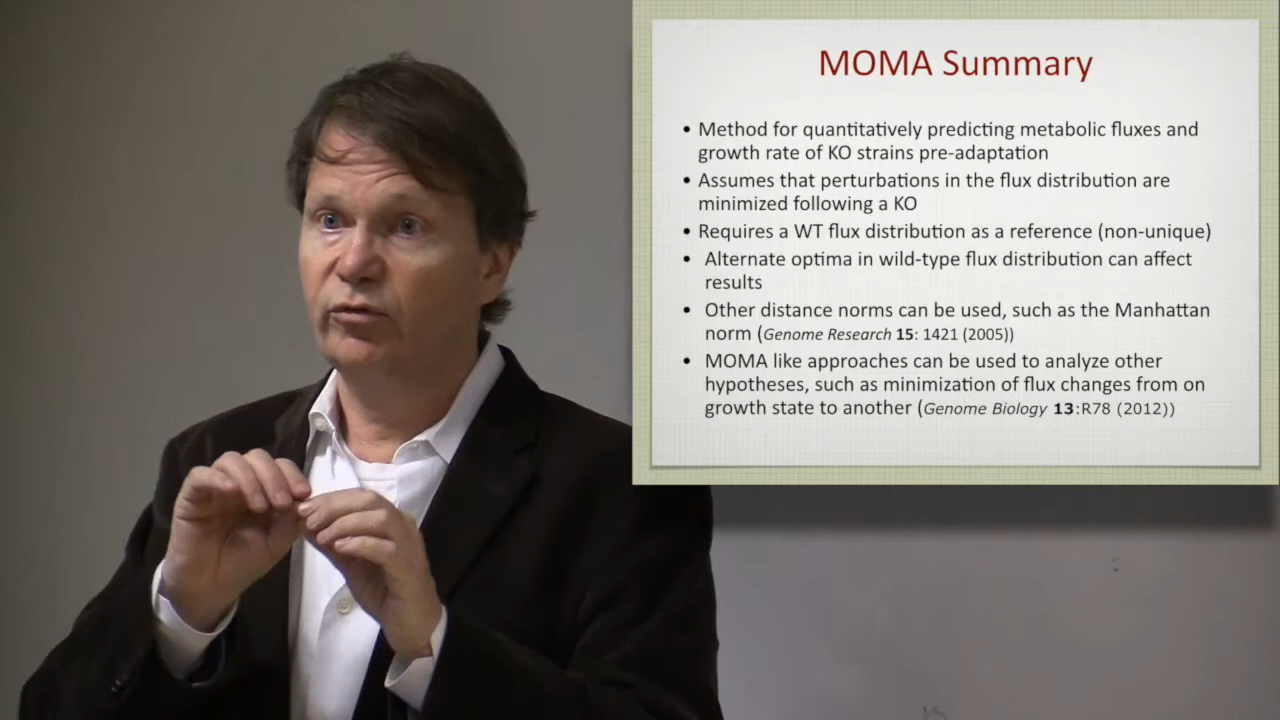 MOMA Summary
• Method for quantitatively predicting metabolic fluxes and
growth rate of KO strains pre-adaptation
• Assumes that perturbations in the flux distribution are
minimized following a KO
• Requires a WT flux distribution as a reference (non-unique)
• Alternate optima in wild-type flux distribution can affect
results
• Other distance norms can be used, such as the Manhattan
norm (Genome Research 15: 1421 (2005))
• MOMA like approaches can be used to analyze other
hypotheses, such as minimization of flux changes from on
growth state to another (Genome Biology 13:R78 (2012))